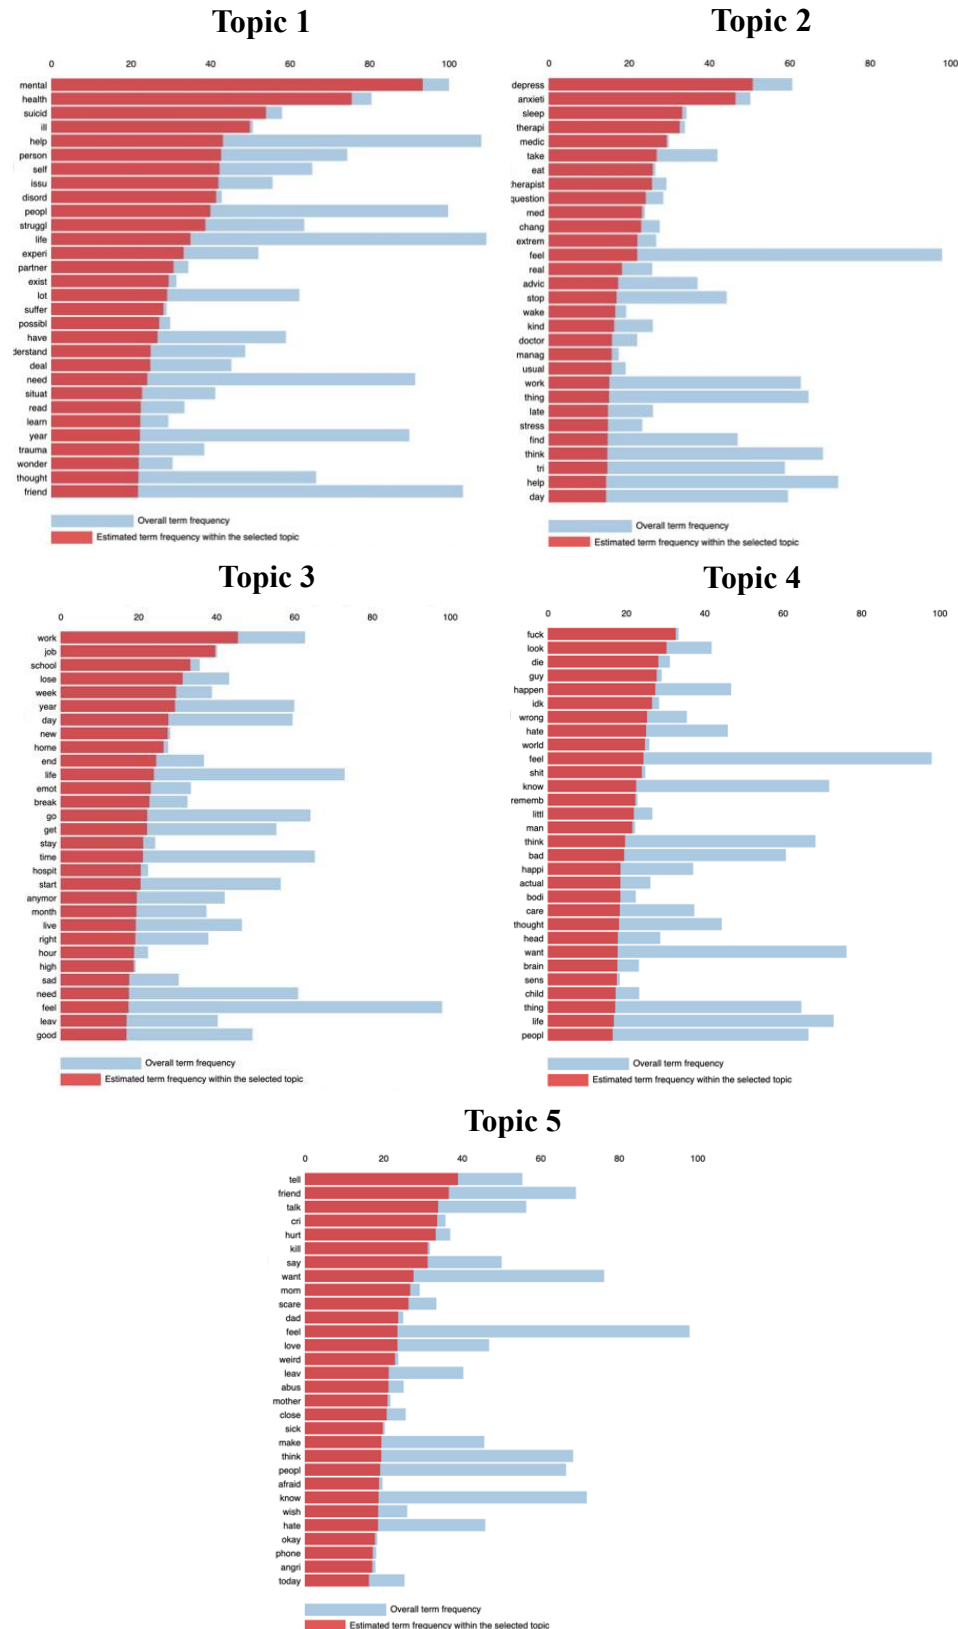 Topic 1
0 20 40 60 80 100
mental
health
suicid
ill
help
person
self
issu
disord
peopl
struggl
life
experi
partner
exist
lot
suffer
possibl
have
derstand
deal
need
situat
read
learn
year
trauma
wonder
thought
friend
Overall term frequency
Estimated term frequency within the selected topic
Topic 2
0 20 40 60 80 100
depress
anxieti
sleep
therapi
medic
take
eat
herapist
question
med
chang
extrem
feel
real
advic
stop
wake
kind
doctor
manag
usual
work
thing
late
stress
find
think
tri
help
day
Overall term frequency
Estimated term frequency within the selected topic
Topic 3
0 20 40 60 80 100
work
job
school
lose
week
year
day
new
home
end
life
emot
break
go
get
stay
time
hospit
start
anymor
month
live
right
hour
high
sad
need
feel
leav
good
Overall term frequency
Estimated term frequency within the selected topic
Topic 4
0 20 40 60 80 100
fuck
look
die
guy
happen
idk
wrong
hate
world
feel
shit
know
rememb
littl
man
think
bad
happi
actual
bodi
care
thought
head
want
brain
sens
child
thing
life
peopl
Overall term frequency
Estimated term frequency within the selected topic
Topic 5
0 20 40 60 80 100
tell
friend
talk
cri
hurt
kill
say
want
mom
scare
dad
feel
love
weird
leav
abus
mother
close
sick
make
think
peopl
afraid
know
wish
hate
okay
phone
angri
today
Overall term frequency
Estimated term frequency within the selected topic